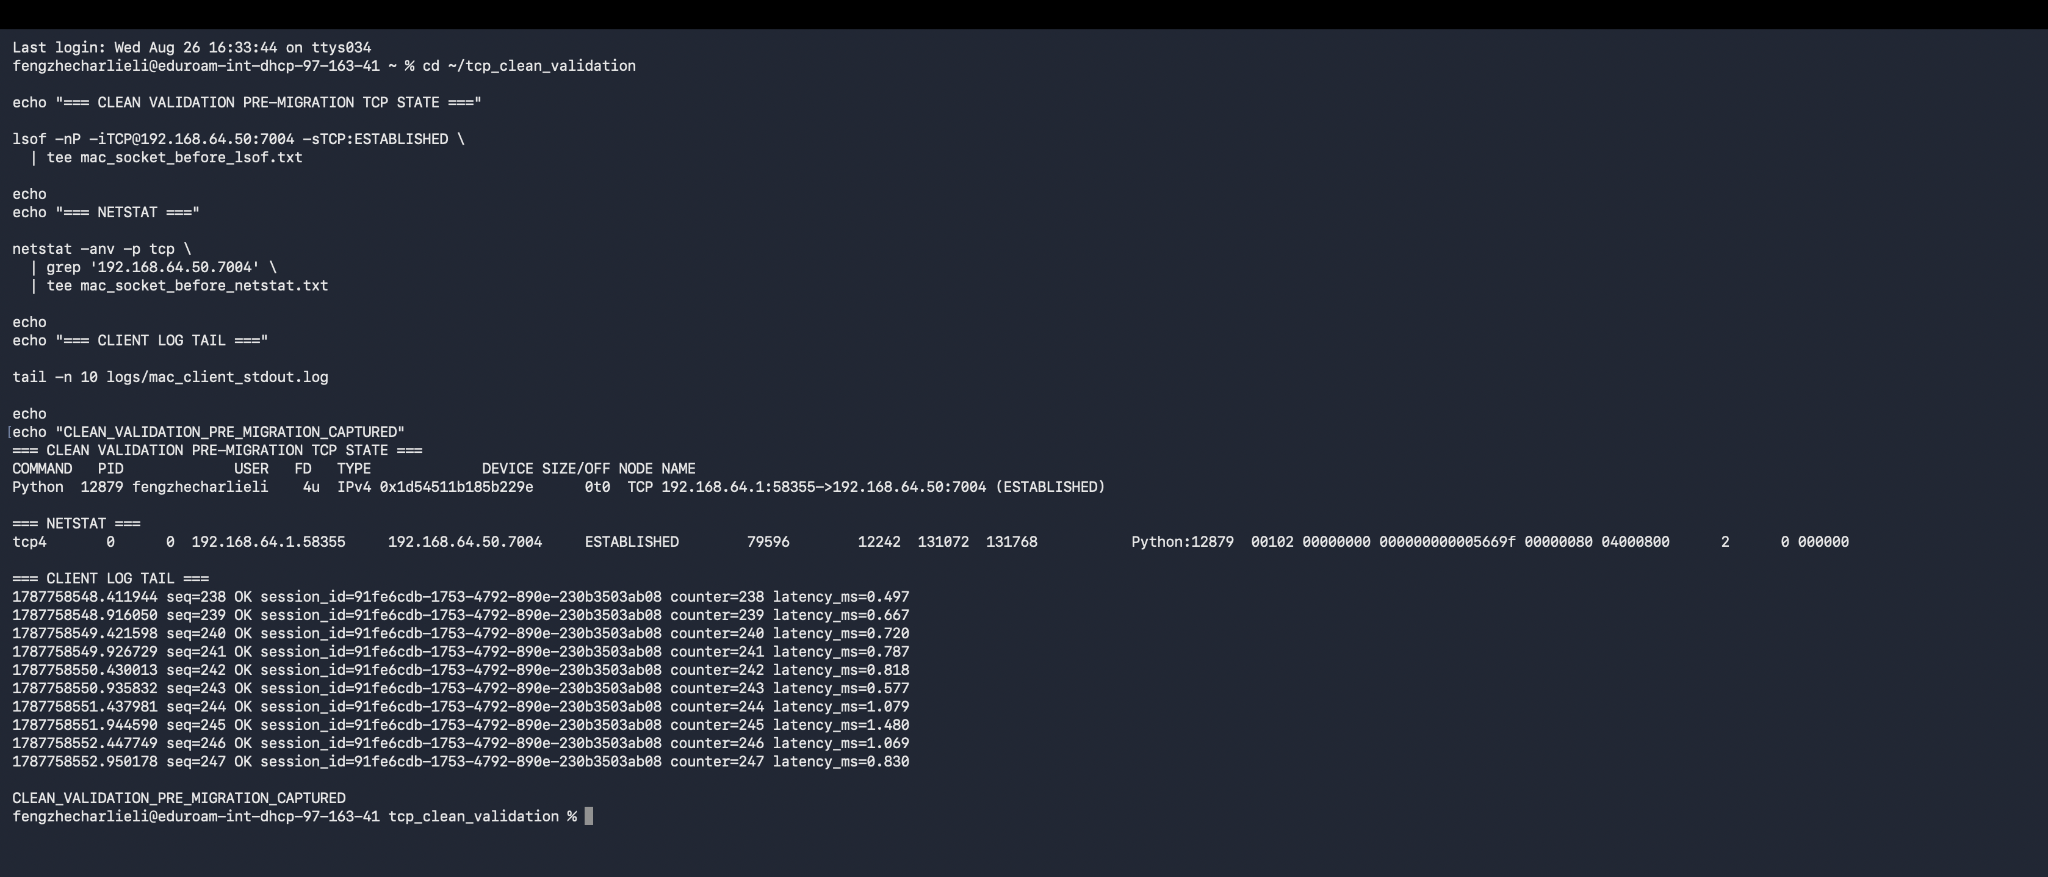 Last login: Wed Aug 26 16:33:44 on ttys034
fengzhecharlieli@eduroam-int-dhcp-97-163-41 ~ % cd ~/tcp_clean_validation
echo "=== CLEAN VALIDATION PRE-MIGRATION TCP STATE ==="
lsof -nP -iTCP@192.168.64.50:7004 -sTCP:ESTABLISHED \
  | tee mac_socket_before_lsof.txt
echo
echo "=== NETSTAT ==="
netstat -anv -p tcp \
  | grep '192.168.64.50.7004' \
  | tee mac_socket_before_netstat.txt
echo
echo "=== CLIENT LOG TAIL ==="
tail -n 10 logs/mac_client_stdout.log
echo
[echo "CLEAN_VALIDATION_PRE_MIGRATION_CAPTURED"
=== CLEAN VALIDATION PRE-MIGRATION TCP STATE ===
COMMAND   PID             USER   FD   TYPE             DEVICE SIZE/OFF NODE NAME
Python  12879 fengzhecharlieli    4u  IPv4 0x1d54511b185b229e      0t0  TCP 192.168.64.1:58355->192.168.64.50:7004 (ESTABLISHED)
=== NETSTAT ===
tcp4       0      0  192.168.64.1.58355     192.168.64.50.7004     ESTABLISHED        79596        12242  131072  131768           Python:12879  00102 00000000 000000000005669f 00000080 04000800      2      0 000000
=== CLIENT LOG TAIL ===
1787758548.411944 seq=238 OK session_id=91fe6cdb-1753-4792-890e-230b3503ab08 counter=238 latency_ms=0.497
1787758548.916050 seq=239 OK session_id=91fe6cdb-1753-4792-890e-230b3503ab08 counter=239 latency_ms=0.667
1787758549.421598 seq=240 OK session_id=91fe6cdb-1753-4792-890e-230b3503ab08 counter=240 latency_ms=0.720
1787758549.926729 seq=241 OK session_id=91fe6cdb-1753-4792-890e-230b3503ab08 counter=241 latency_ms=0.787
1787758550.430013 seq=242 OK session_id=91fe6cdb-1753-4792-890e-230b3503ab08 counter=242 latency_ms=0.818
1787758550.935832 seq=243 OK session_id=91fe6cdb-1753-4792-890e-230b3503ab08 counter=243 latency_ms=0.577
1787758551.437981 seq=244 OK session_id=91fe6cdb-1753-4792-890e-230b3503ab08 counter=244 latency_ms=1.079
1787758551.944590 seq=245 OK session_id=91fe6cdb-1753-4792-890e-230b3503ab08 counter=245 latency_ms=1.480
1787758552.447749 seq=246 OK session_id=91fe6cdb-1753-4792-890e-230b3503ab08 counter=246 latency_ms=1.069
1787758552.950178 seq=247 OK session_id=91fe6cdb-1753-4792-890e-230b3503ab08 counter=247 latency_ms=0.830
CLEAN_VALIDATION_PRE_MIGRATION_CAPTURED
fengzhecharlieli@eduroam-int-dhcp-97-163-41 tcp_clean_validation %